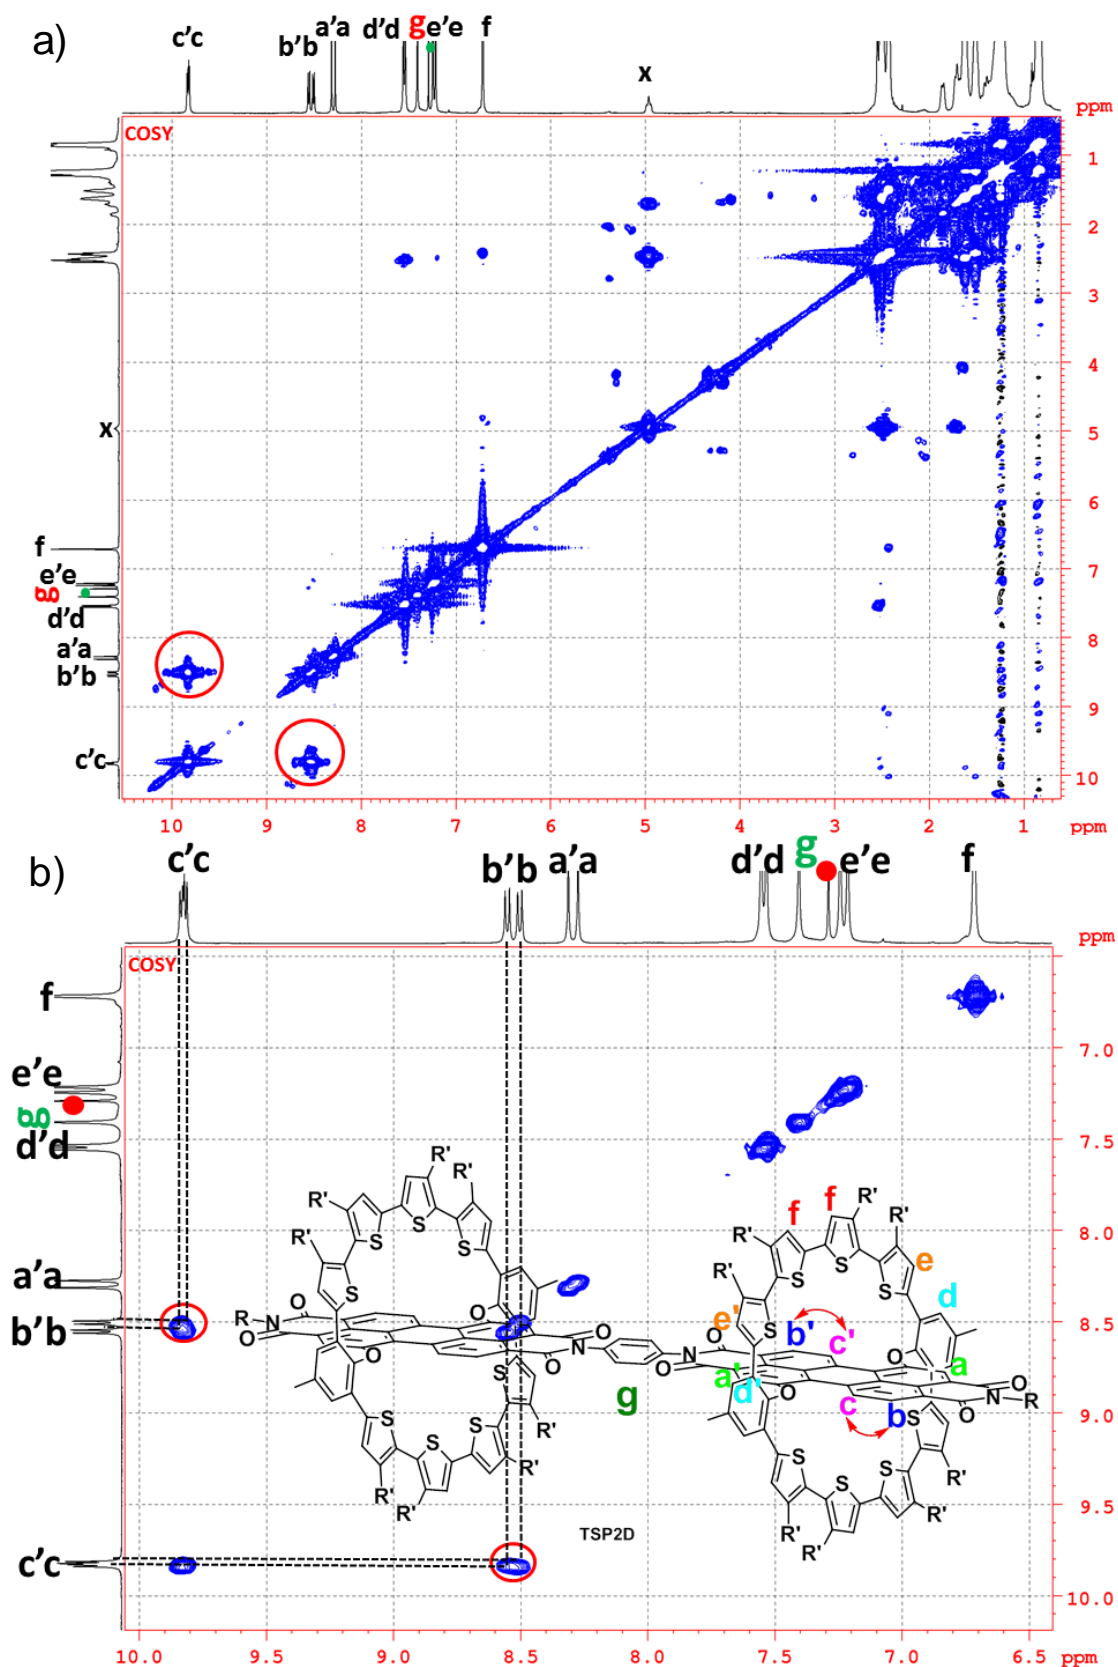 a)
c'c
b'b
a'a
d'd
g
e'e
f
x
ppm
COSY
1
2
3
4
5
6
7
8
9
10
x
f
e'e
g
d'd
a'a
b'b
c'c
10 9 8 7 6 5 4 3 2 1 ppm
b)
c'c
b'b
a'a
d'd
g
e'e
f
ppm
COSY
f
e'e
g
d'd
a'a
b'b
c'c
7.0
7.5
8.0
8.5
9.0
9.5
10.0
R'
R'
R'
R'
S
S
S
S
R
N
O
O
O
O
O
O
N
S
S
S
S
R'
R'
R'
R'
g
R'
R'
R'
R'
f
f
e
d
e'
S
S
S
S
b'
c'
a'
d'
a
c
b
N
O
O
O
O
O
O
N
R
S
S
S
S
R'
R'
R'
R'
TSP2D
10.0 9.5 9.0 8.5 8.0 7.5 7.0 6.5 ppm